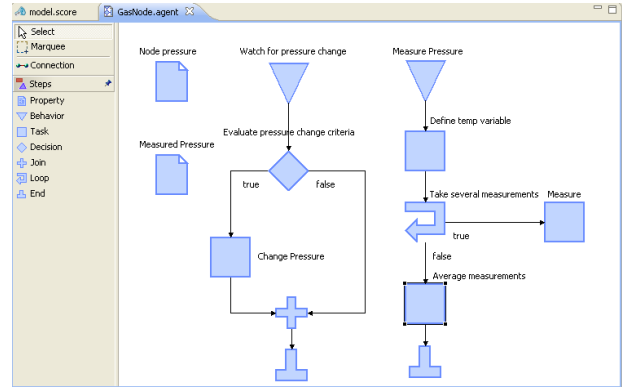 model.score
GasNode.agent
Select
Marquee
Connection
Steps
Property
Behavior
Task
Decision
Join
Loop
End
Node pressure
Watch for pressure change
Measure Pressure
Define temp variable
Evaluate pressure change criteria
Measured Pressure
true
false
Take several measurements
Measure
true
false
Change Pressure
Average measurements